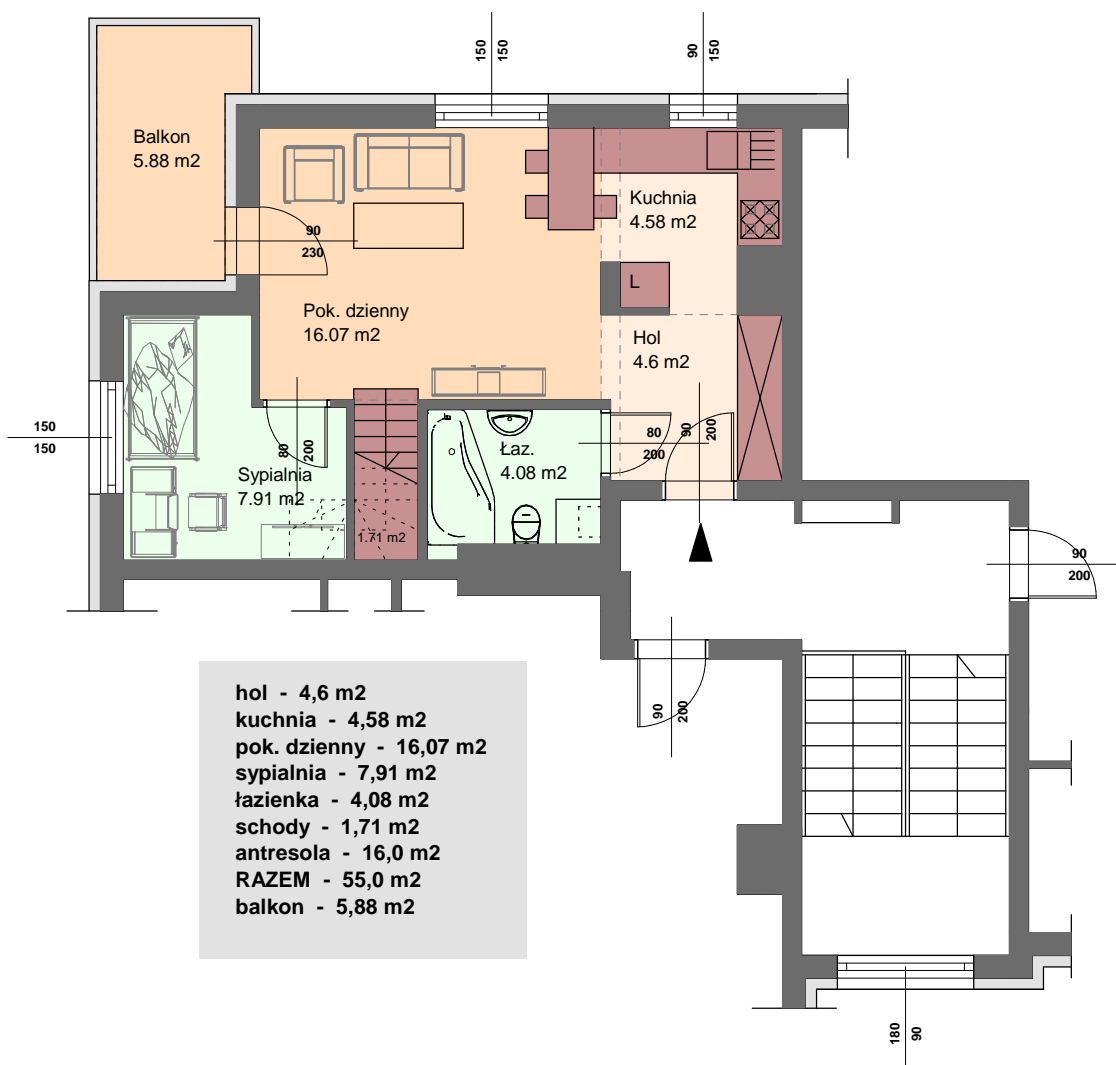 150
150
90
150
Balkon
5.88 m2
Kuchnia
4.58 m2
90
230
L
Pok. dzienny
16.07 m2
Hol
4.6 m2
150
150
80
200
Sypialnia
7.91 m2
Łaz.
4.08 m2
80
200
90
200
1.71 m2
90
200
90
200
hol - 4,6 m2
kuchnia - 4,58 m2
pok. dzienny - 16,07 m2
sypialnia - 7,91 m2
łazienka - 4,08 m2
schody - 1,71 m2
antresola - 16,0 m2
RAZEM - 55,0 m2
balkon - 5,88 m2
180
90